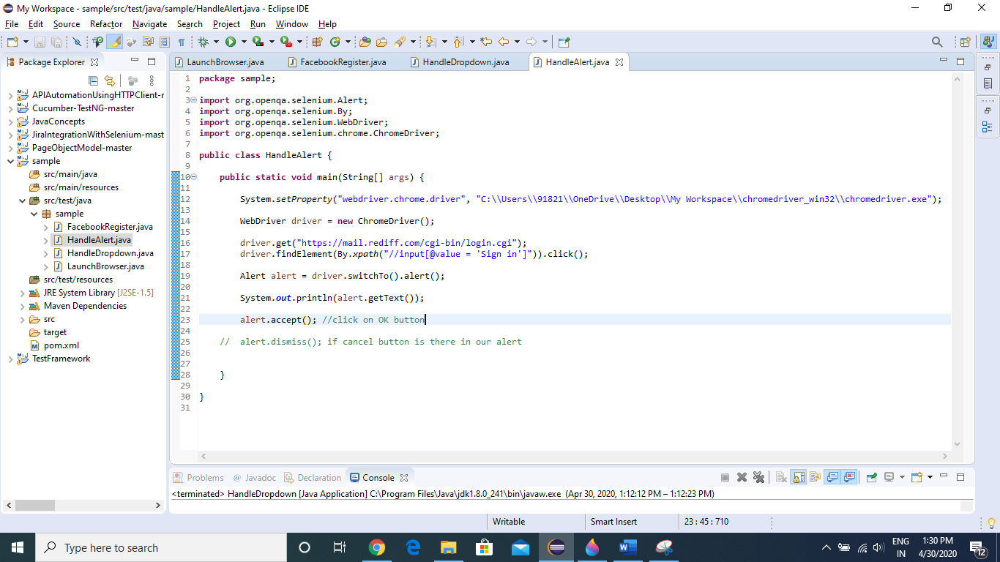 My Workspace - sample/src/test/java/sample/HandleAlert.java - Eclipse IDE
File Edit Source Refactor Navigate Search Project Run Window Help
Package Explorer
APIAutomationUsingHTTPClient-r
Cucumber-TestNG-master
JavaConcepts
JiraIntegrationWithSelenium-mast
PageObjectModel-master
sample
src/main/java
src/main/resources
src/test/java
sample
FacebookRegister.java
HandleAlert.java
HandleDropdown.java
LaunchBrowser.java
src/test/resources
JRE System Library [J2SE-1.5]
Maven Dependencies
src
target
pom.xml
TestFramework
LaunchBrowser.java FacebookRegister.java HandleDropdown.java HandleAlert.java
1 package sample;
2
3 import org.openqa.selenium.Alert;
4 import org.openqa.selenium.By;
5 import org.openqa.selenium.WebDriver;
6 import org.openqa.selenium.chrome.ChromeDriver;
7
8 public class HandleAlert {
9
10 public static void main(String[] args) {
11
12 System.setProperty("webdriver.chrome.driver", "C:\\Users\\91821\\OneDrive\\Desktop\\My Workspace\\chromedriver_win32\\chromedriver.exe");
13
14 WebDriver driver = new ChromeDriver();
15
16 driver.get("https://mail.rediff.com/cgi-bin/login.cgi");
17 driver.findElement(By.xpath("//input[@value = 'Sign in']")).click();
18
19 Alert alert = driver.switchTo().alert();
20
21 System.out.println(alert.getText());
22
23 alert.accept(); //click on OK button
24
25 // alert.dismiss(); if cancel button is there in our alert
26
27
28 }
29
30 }
31
Problems @ Javadoc Declaration Console
<terminated> HandleDropdown [Java Application] C:\Program Files\Java\jdk1.8.0_241\bin\javaw.exe (Apr 30, 2020, 1:12:12 PM – 1:12:23 PM)
Writable Smart Insert 23 : 45 : 710
Type here to search
ENG
IN
1:30 PM
4/30/2020
12